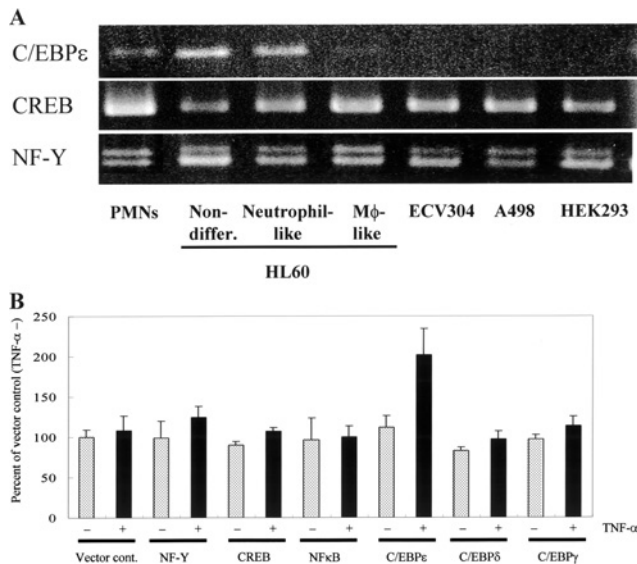 A
C/EBPε
CREB
NF-Y
PMNs Non- Neutrophil- Mϕ- ECV304 A498 HEK293
differ. like like
HL60
B
Percent of vector control (TNF-α –)
250
200
150
100
50
0
– + – + – + – + – + – + – + TNF-α
Vector cont. NF-Y CREB NFκB C/EBPε C/EBPδ C/EBPγ